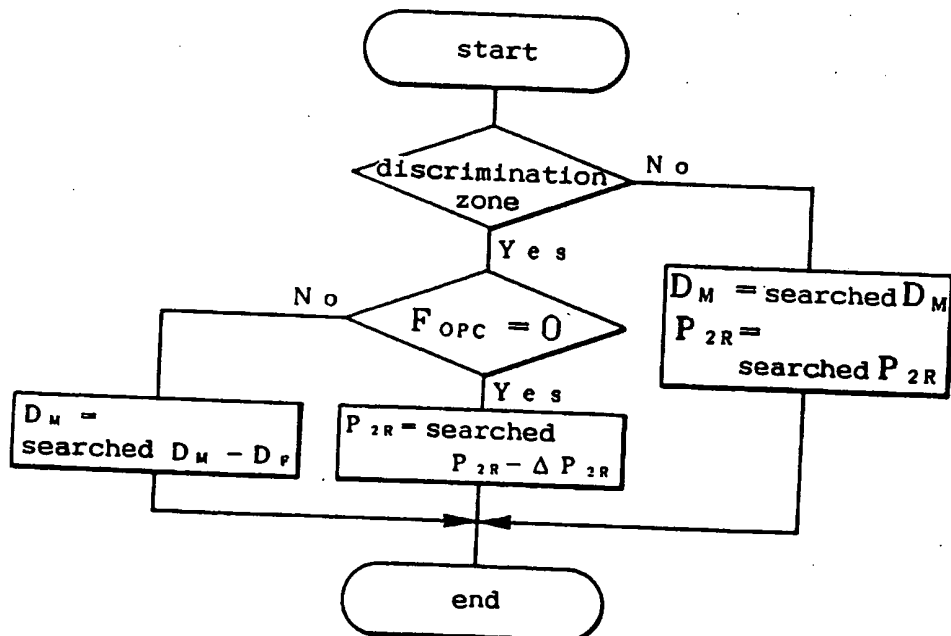 start
discrimination
zone
No
Yes
D_M = searched D_M
P_2R =
searched P_2R
No
F_OPC = 0
Yes
D_M =
searched D_M - D_F
P_2R = searched
P_2R - Δ P_2R
end